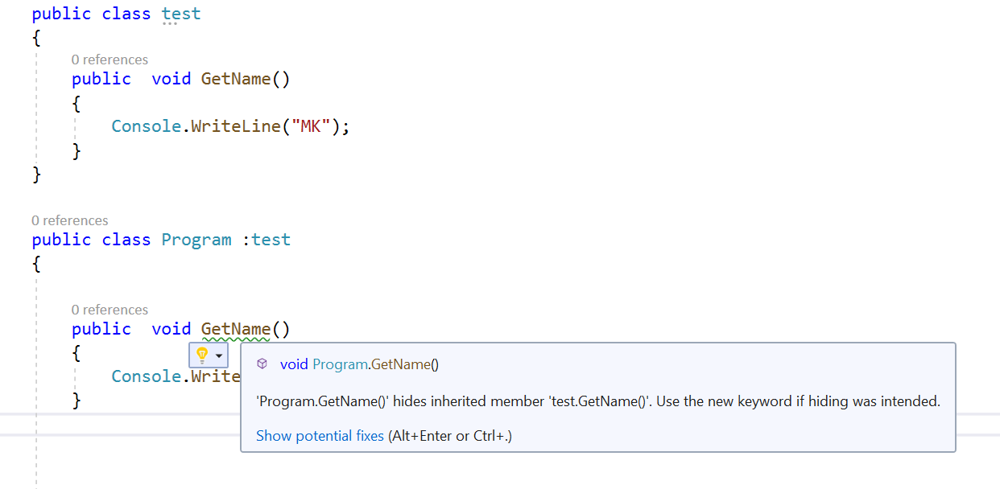 public class test
{
0 references
public  void GetName()
{
Console.WriteLine("MK");
}
}
0 references
public class Program :test
{
0 references
public  void GetName()
{
Console.Write
}
void Program.GetName()
'Program.GetName()' hides inherited member 'test.GetName()'. Use the new keyword if hiding was intended.
Show potential fixes (Alt+Enter or Ctrl+.)